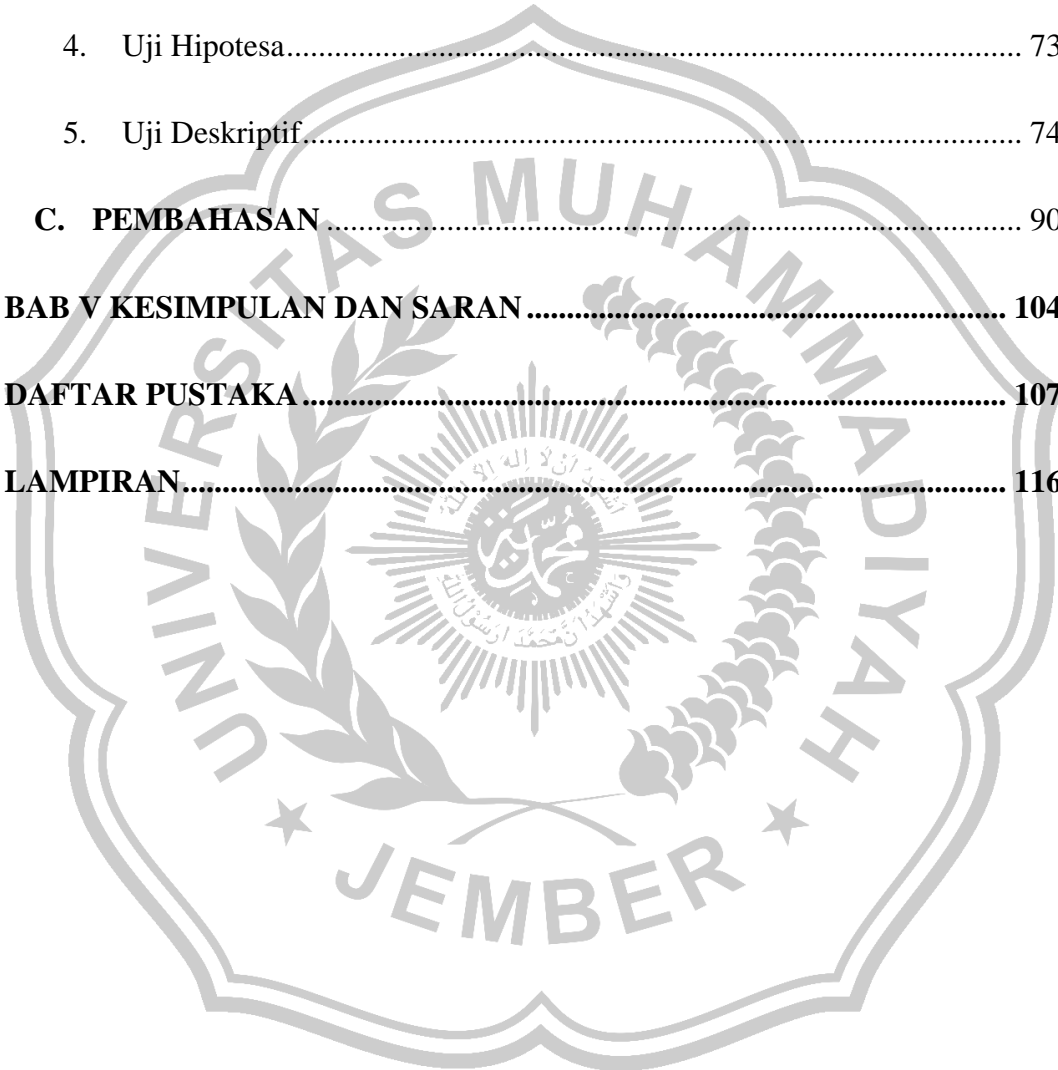 4. Uji Hipotesa........................................................ 73
5. Uji Deskriptif........................................................ 74
C. PEMBAHASAN........................................................ 90
BAB V KESIMPULAN DAN SARAN........................................................ 104
DAFTAR PUSTAKA........................................................ 107
LAMPIRAN........................................................ 116
UNIVERSITAS MUHAMMADIYAH
JEMBER